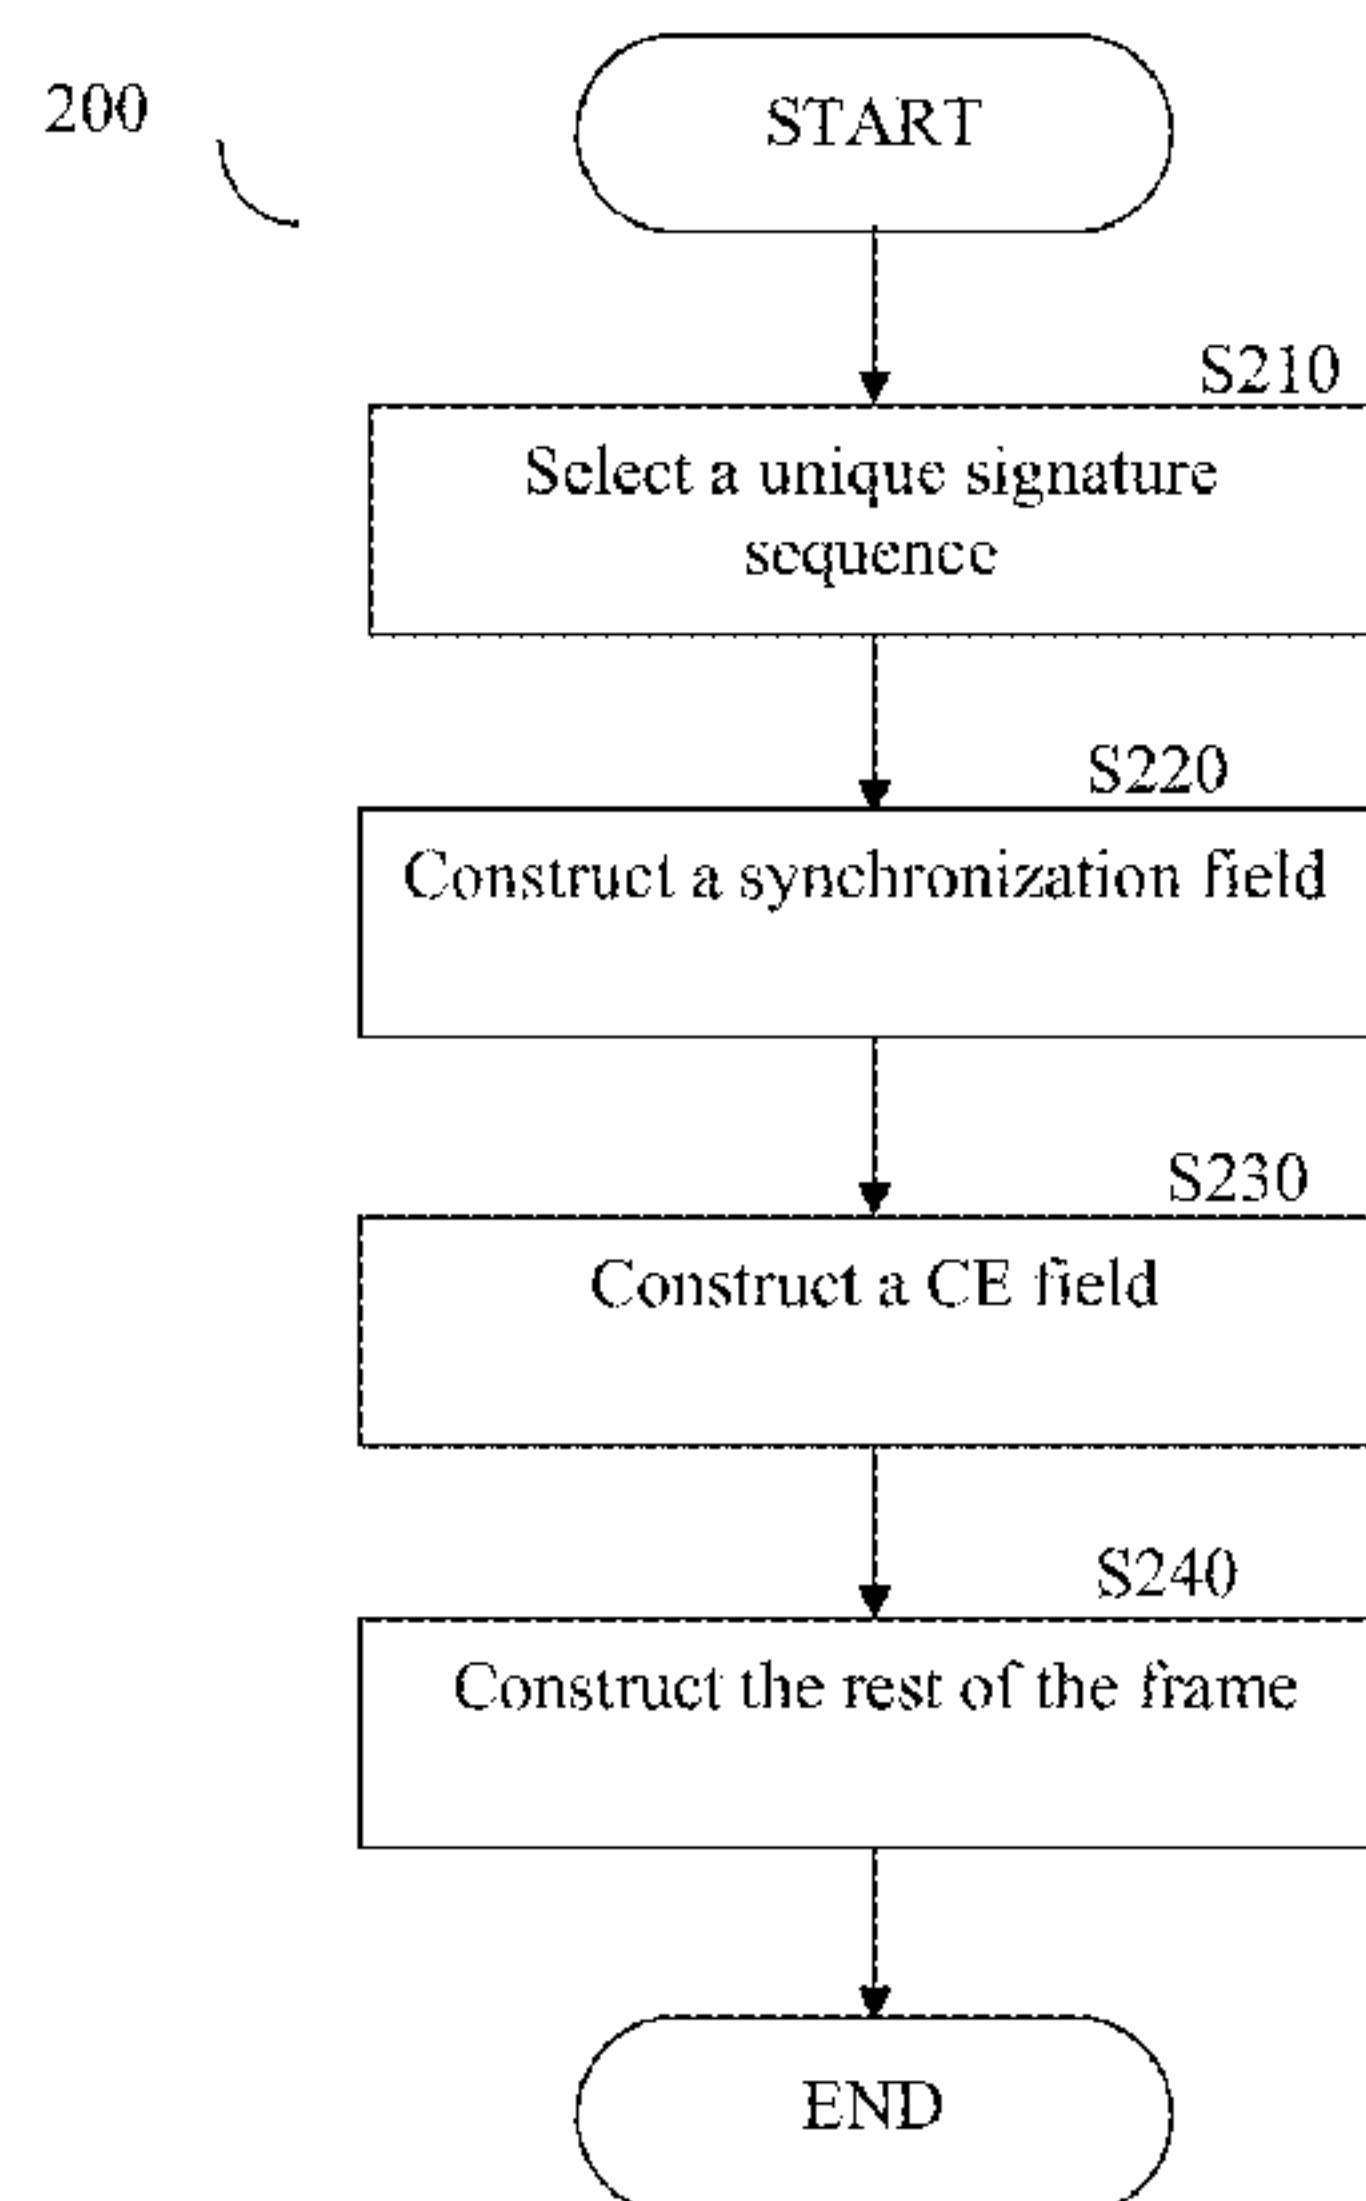 200
START
S210
Select a unique signature
sequence
S220
Construct a synchronization field
S230
Construct a CE field
S240
Construct the rest of the frame
END